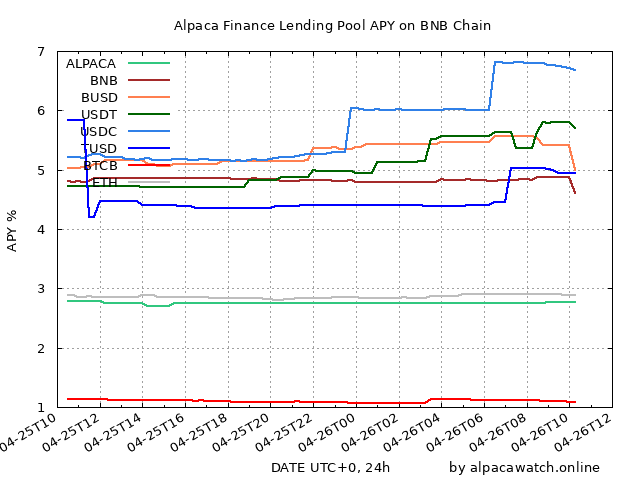 Alpaca Finance Lending Pool APY on BNB Chain
ALPACA
BNB
BUSD
USDT
USDC
TUSD
BTCB
ETH
APY %
7
6
5
4
3
2
1
04-25T10 04-25T12 04-25T14 04-25T16 04-25T18 04-25T20 04-25T22 04-26T00 04-26T02 04-26T04 04-26T06 04-26T08 04-26T10 04-26T12
DATE UTC+0, 24h by alpacawatch.online